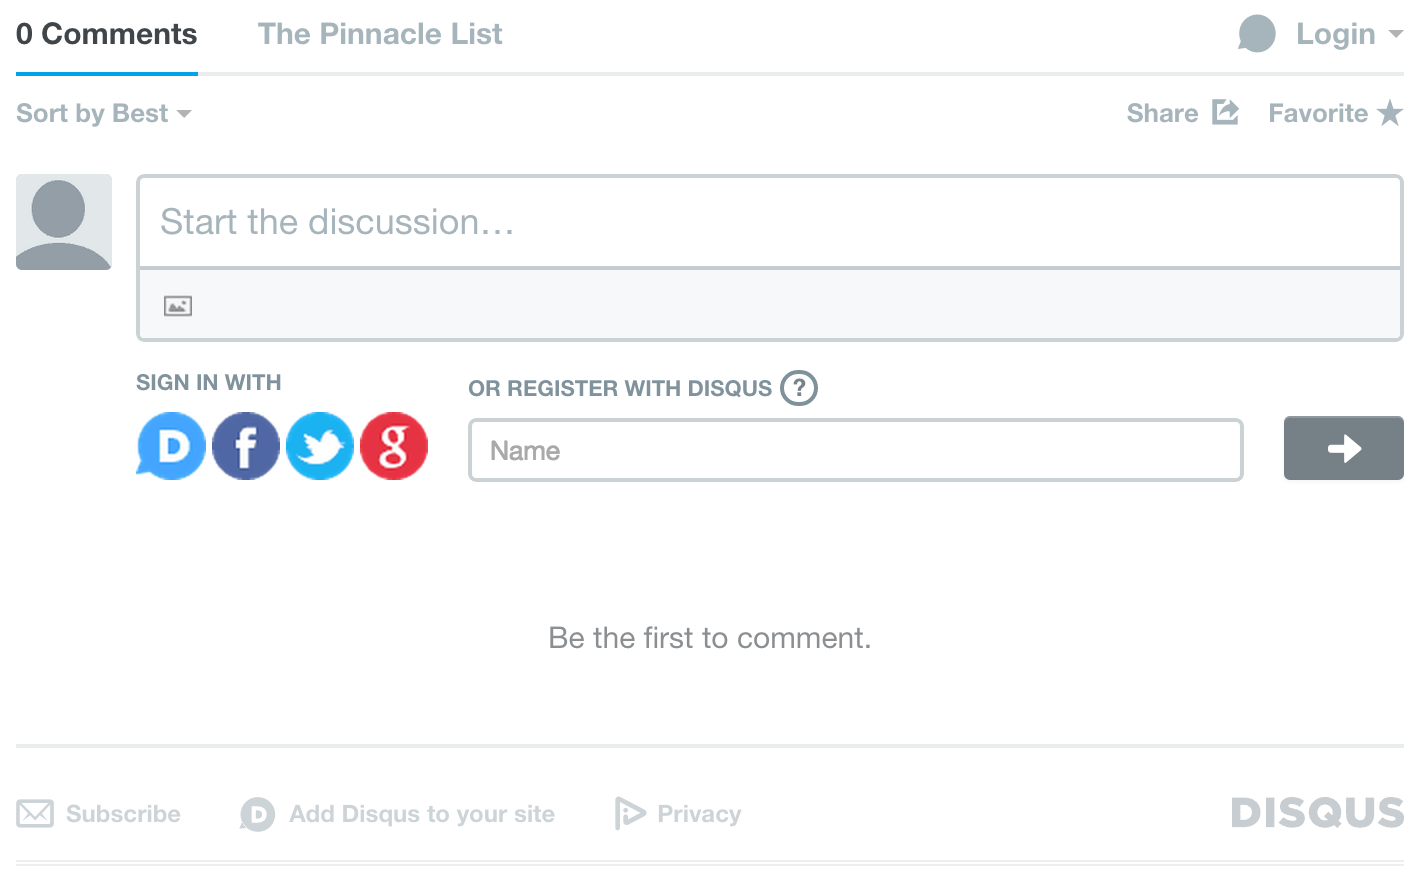 0 Comments The Pinnacle List Login
Sort by Best Share Favorite
Start the discussion…
SIGN IN WITH OR REGISTER WITH DISQUS ?
D f g Name
Be the first to comment.
Subscribe D Add Disqus to your site Privacy DISQUS